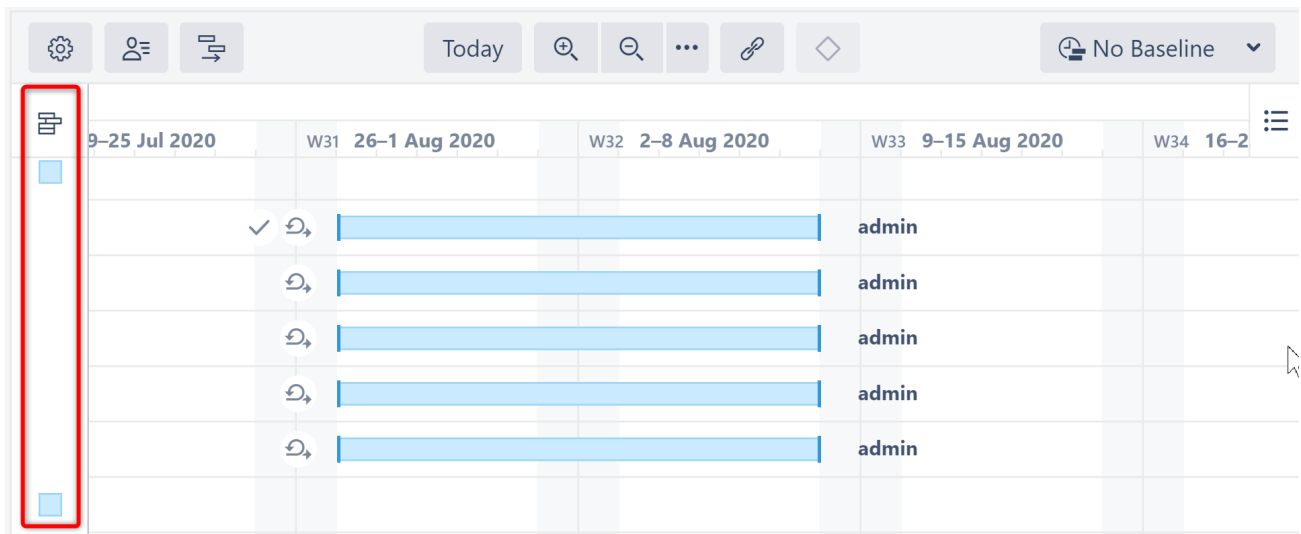 Today
No Baseline
9–25 Jul 2020 W31 26–1 Aug 2020 W32 2–8 Aug 2020 W33 9–15 Aug 2020 W34 16–2
admin
admin
admin
admin
admin